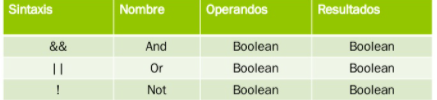 Sintaxis Nombre Operandos Resultados
&& And Boolean Boolean
|| Or Boolean Boolean
! Not Boolean Boolean